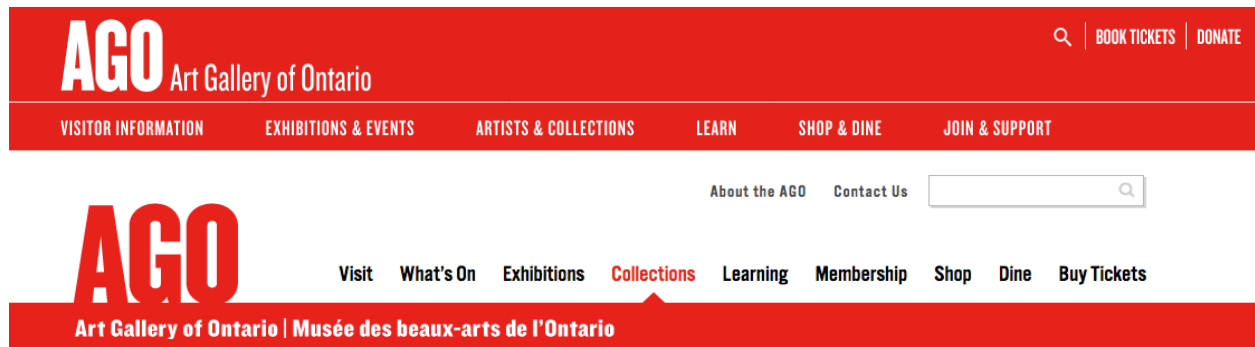 AGO Art Gallery of Ontario
BOOK TICKETS DONATE
VISITOR INFORMATION EXHIBITIONS & EVENTS ARTISTS & COLLECTIONS LEARN SHOP & DINE JOIN & SUPPORT
About the AGO Contact Us
AGO
Visit What's On Exhibitions Collections Learning Membership Shop Dine Buy Tickets
Art Gallery of Ontario | Musée des beaux-arts de l'Ontario